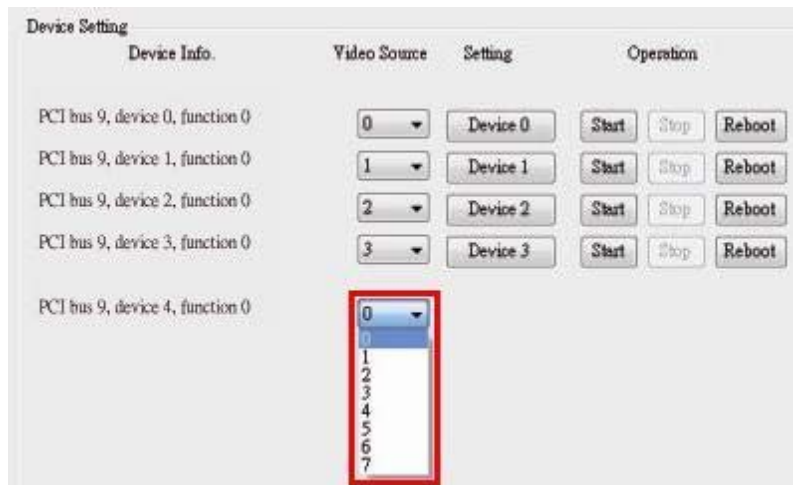 Device Setting
Device Info. Video Source Setting Operation
PCI bus 9, device 0, function 0 0 Device 0 Start Stop Reboot
PCI bus 9, device 1, function 0 1 Device 1 Start Stop Reboot
PCI bus 9, device 2, function 0 2 Device 2 Start Stop Reboot
PCI bus 9, device 3, function 0 3 Device 3 Start Stop Reboot
PCI bus 9, device 4, function 0 0
0
1
2
3
4
5
6
7